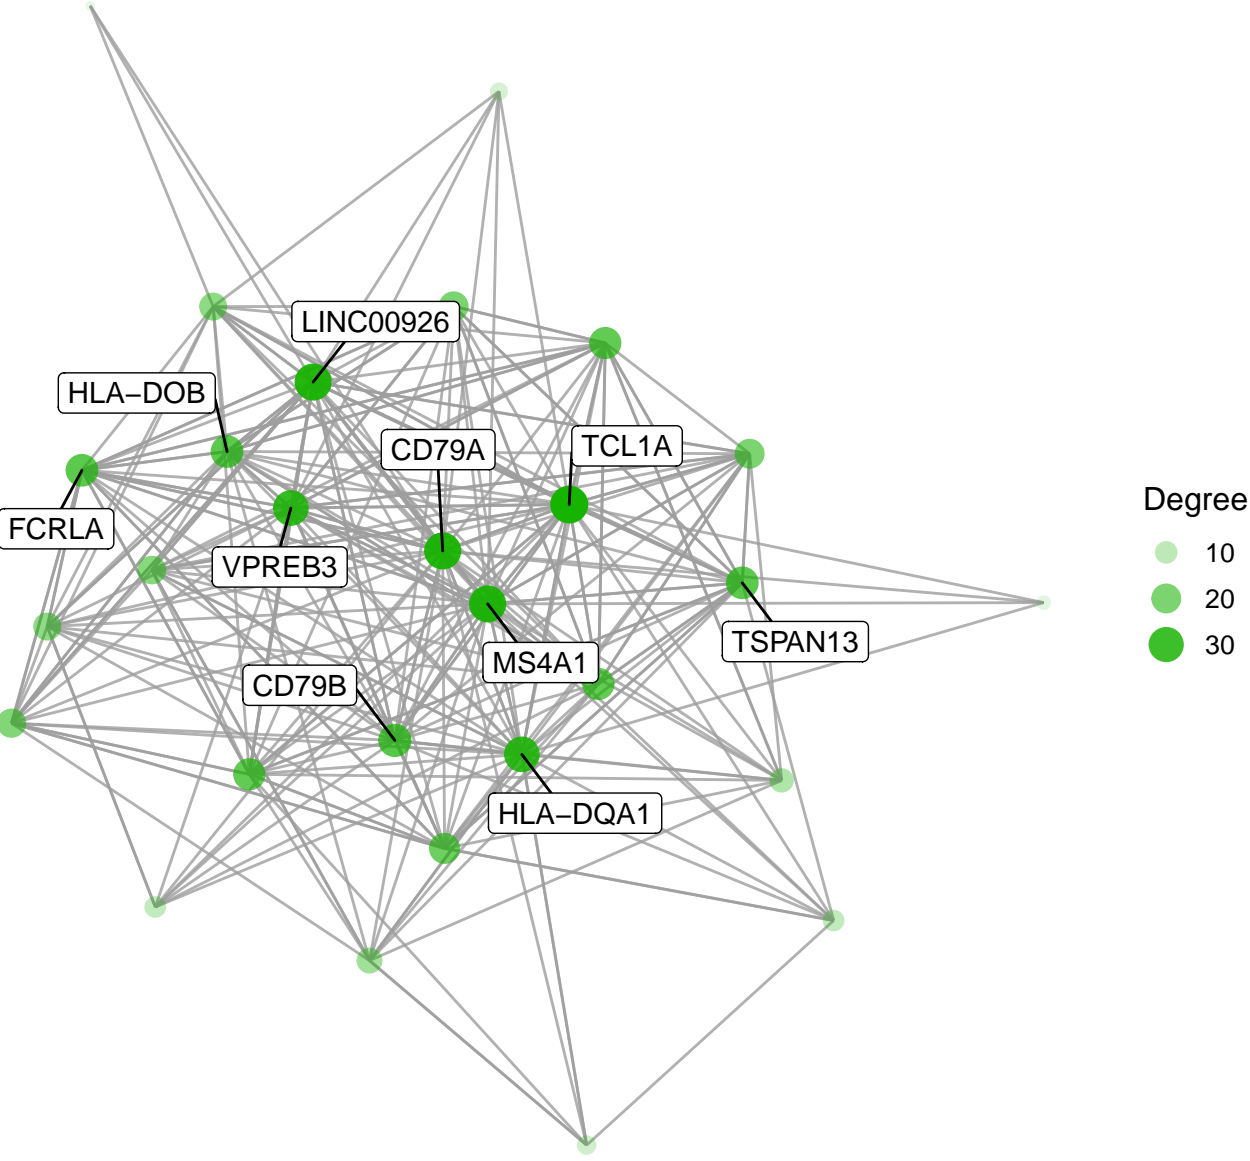 LINC00926
HLA−DOB
CD79A
TCL1A
FCRLA
VPREB3
TSPAN13
MS4A1
CD79B
HLA−DQA1
Degree
10
20
30